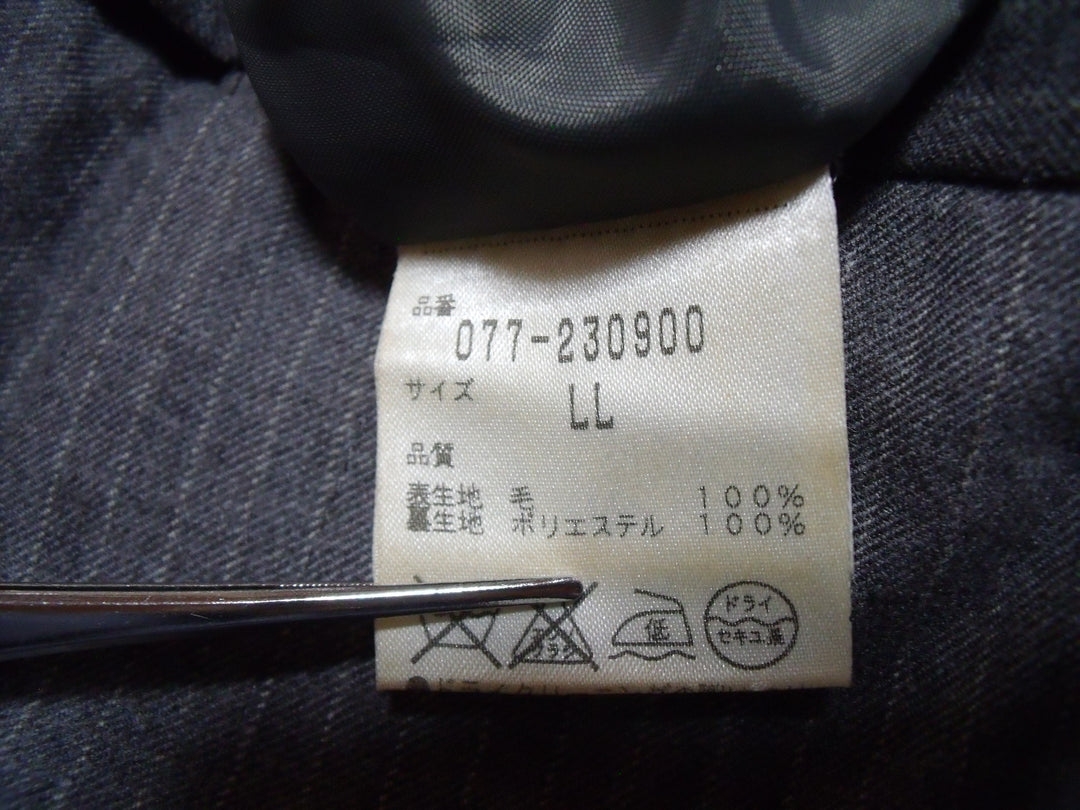 品番
077-230900
サイズ LL
品質
表生地 毛 100%
裏生地 ポリエステル 100%
低
ドライ
セキユ系